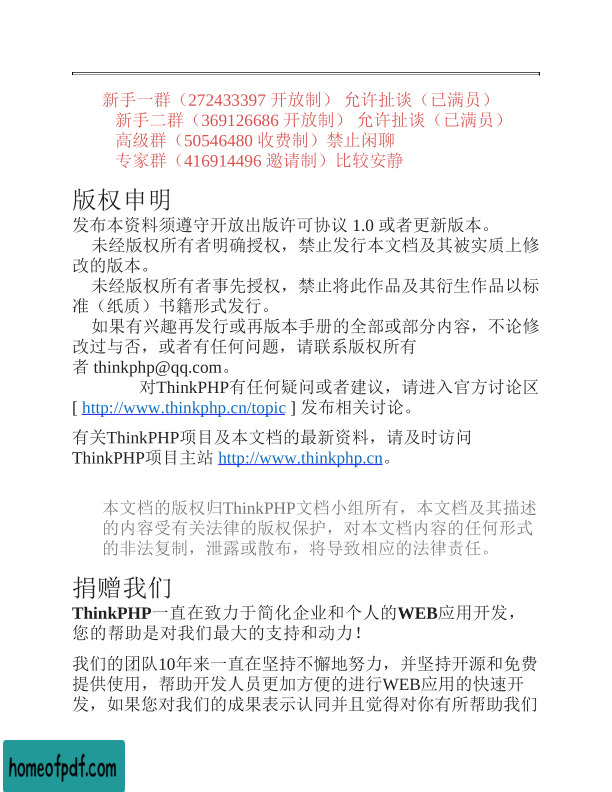 新手一群（272433397 开放制） 允许扯谈（已满员）
新手二群（369126686 开放制） 允许扯谈（已满员）
高级群（50546480 收费制）禁止闲聊
专家群（416914496 邀请制）比较安静
版权申明
发布本资料须遵守开放出版许可协议 1.0 或者更新版本。
未经版权所有者明确授权，禁止发行本文档及其被实质上修
改的版本。
未经版权所有者事先授权，禁止将此作品及其衍生作品以标
准（纸质）书籍形式发行。
如果有兴趣再发行或再版本手册的全部或部分内容，不论修
改过与否，或者有任何问题，请联系版权所有
者 thinkphp@qq.com。
对ThinkPHP有任何疑问或者建议，请进入官方讨论区
[ http://www.thinkphp.cn/topic ] 发布相关讨论。
有关ThinkPHP项目及本文档的最新资料，请及时访问
ThinkPHP项目主站 http://www.thinkphp.cn。
本文档的版权归ThinkPHP文档小组所有，本文档及其描述
的内容受有关法律的版权保护，对本文档内容的任何形式
的非法复制，泄露或散布，将导致相应的法律责任。
捐赠我们
ThinkPHP一直在致力于简化企业和个人的WEB应用开发，
您的帮助是对我们最大的支持和动力！
我们的团队10年来一直在坚持不懈地努力，并坚持开源和免费
提供使用，帮助开发人员更加方便的进行WEB应用的快速开
发，如果您对我们的成果表示认同并且觉得对你有所帮助我们
homeofpdf.com